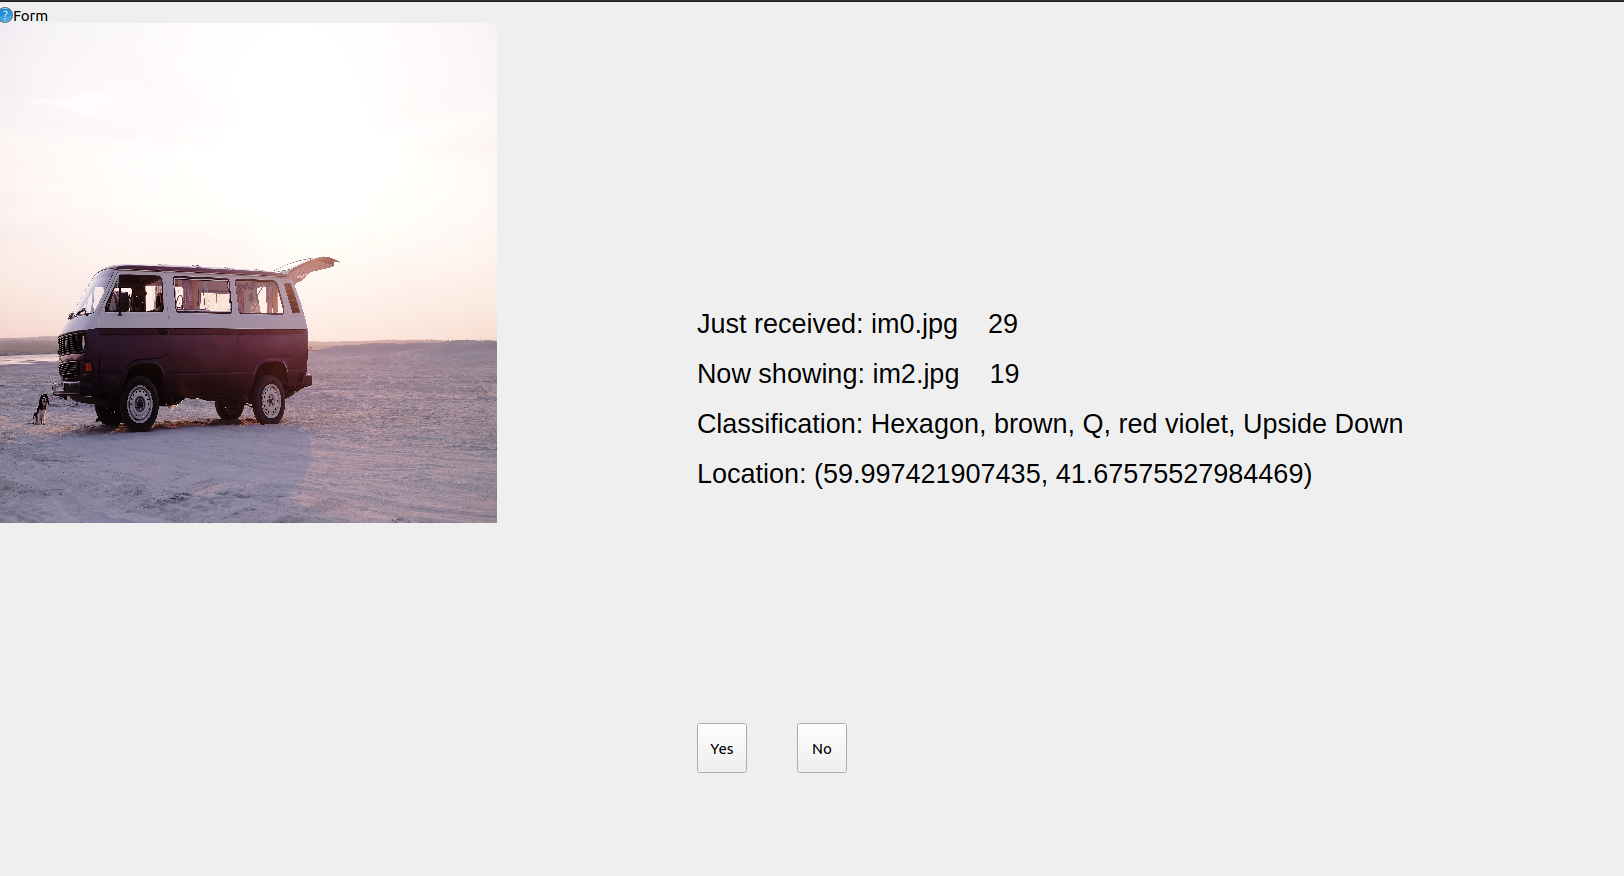 Form
Just received: im0.jpg 29
Now showing: im2.jpg 19
Classification: Hexagon, brown, Q, red violet, Upside Down
Location: (59.997421907435, 41.67575527984469)
Yes No